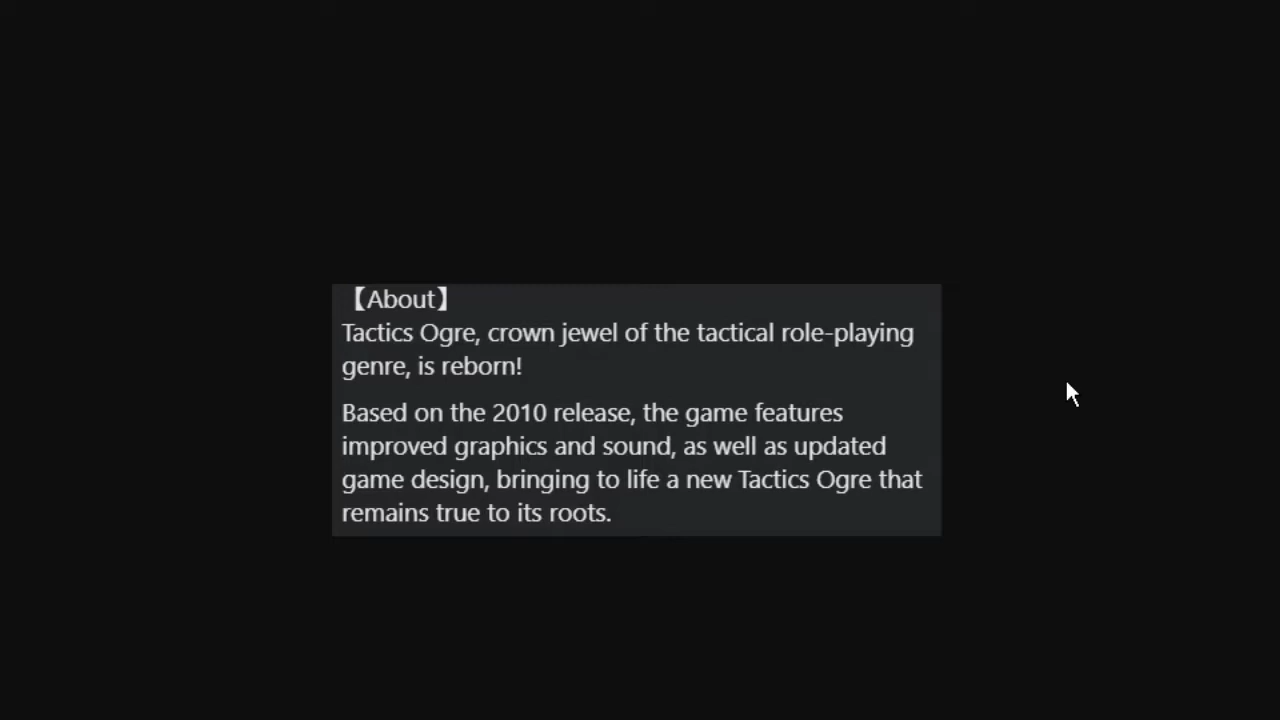 【About】
Tactics Ogre, crown jewel of the tactical role-playing
genre, is reborn!
Based on the 2010 release, the game features
improved graphics and sound, as well as updated
game design, bringing to life a new Tactics Ogre that
remains true to its roots.